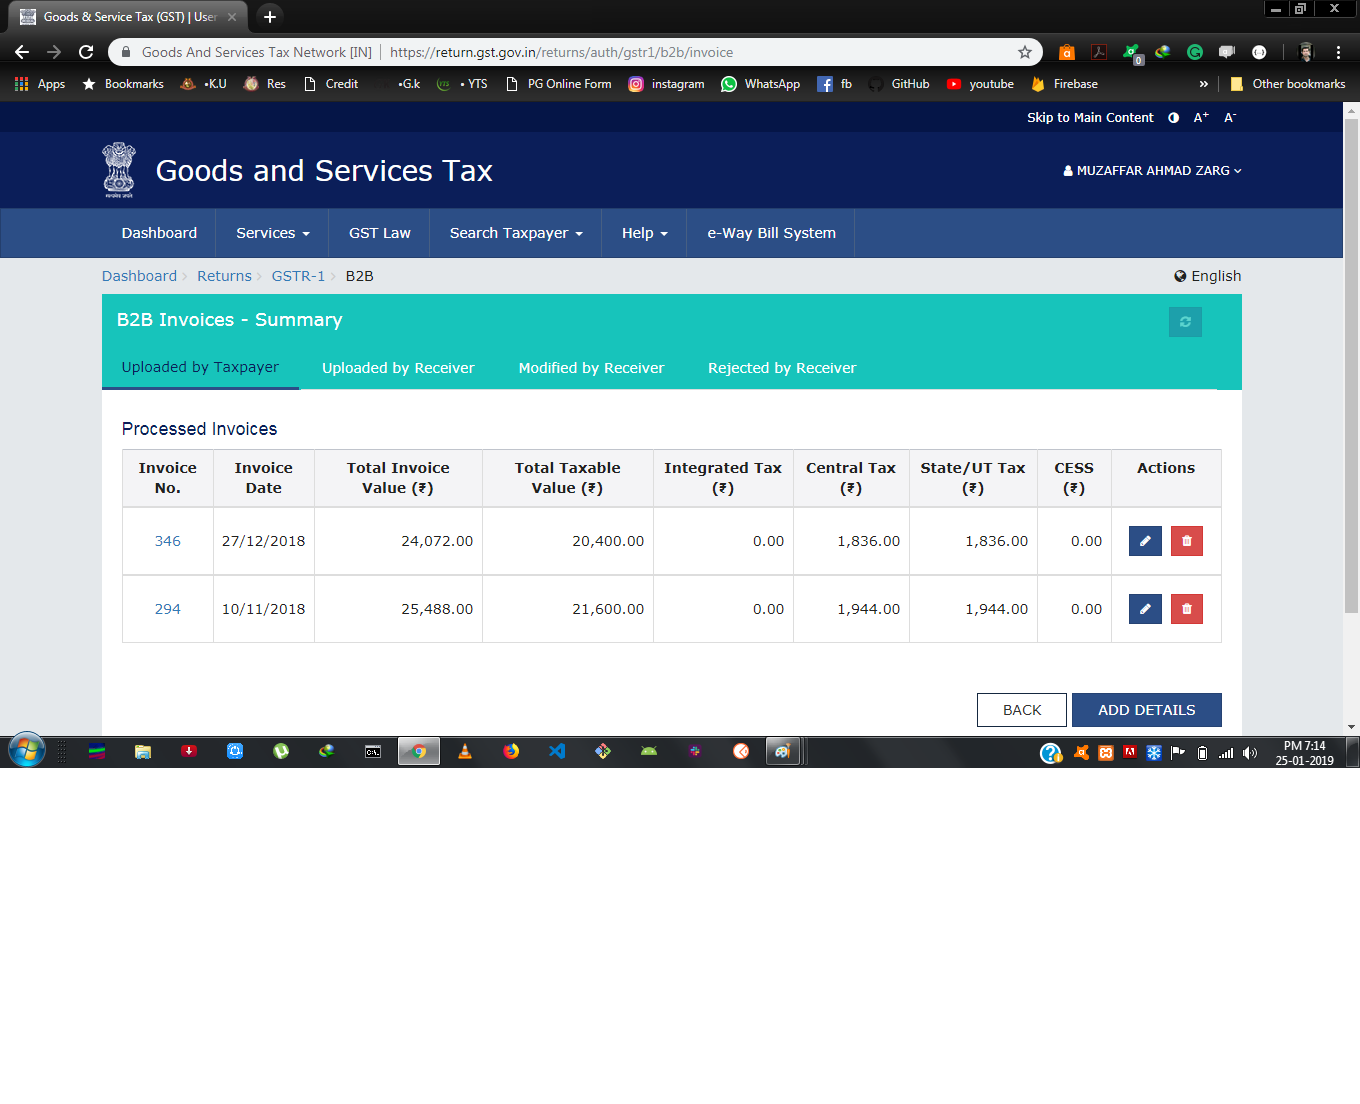 Goods & Service Tax (GST) | User
Goods And Services Tax Network [IN] https://return.gst.gov.in/returns/auth/gstr1/b2b/invoice
0
Apps Bookmarks •K.U Res Credit •G.k • YTS PG Online Form instagram WhatsApp fb GitHub youtube Firebase » Other bookmarks
Skip to Main Content A+ A-
Goods and Services Tax
MUZAFFAR AHMAD ZARG
Dashboard Services GST Law Search Taxpayer Help e-Way Bill System
Dashboard Returns GSTR-1 B2B
English
B2B Invoices - Summary
Uploaded by Taxpayer Uploaded by Receiver Modified by Receiver Rejected by Receiver
Processed Invoices
Invoice No. Invoice Date Total Invoice Value (₹) Total Taxable Value (₹) Integrated Tax (₹) Central Tax (₹) State/UT Tax (₹) CESS (₹) Actions
346 27/12/2018 24,072.00 20,400.00 0.00 1,836.00 1,836.00 0.00
294 10/11/2018 25,488.00 21,600.00 0.00 1,944.00 1,944.00 0.00
BACK ADD DETAILS
PM 7:14
25-01-2019